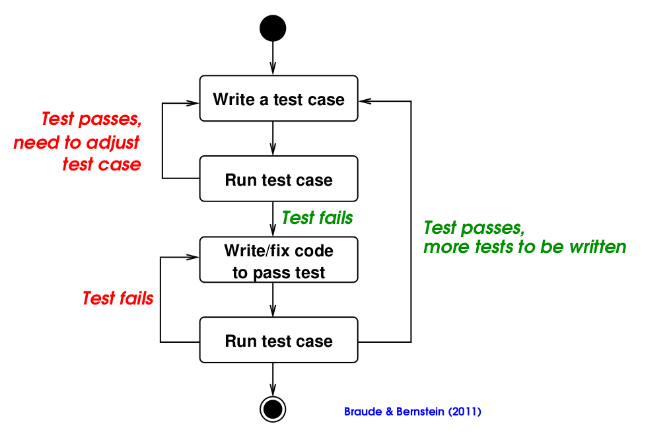 Write a test case
Test passes,
need to adjust
test case
Run test case
Test fails
Write/fix code
to pass test
Test passes,
more tests to be written
Test fails
Run test case
Braude & Bernstein (2011)